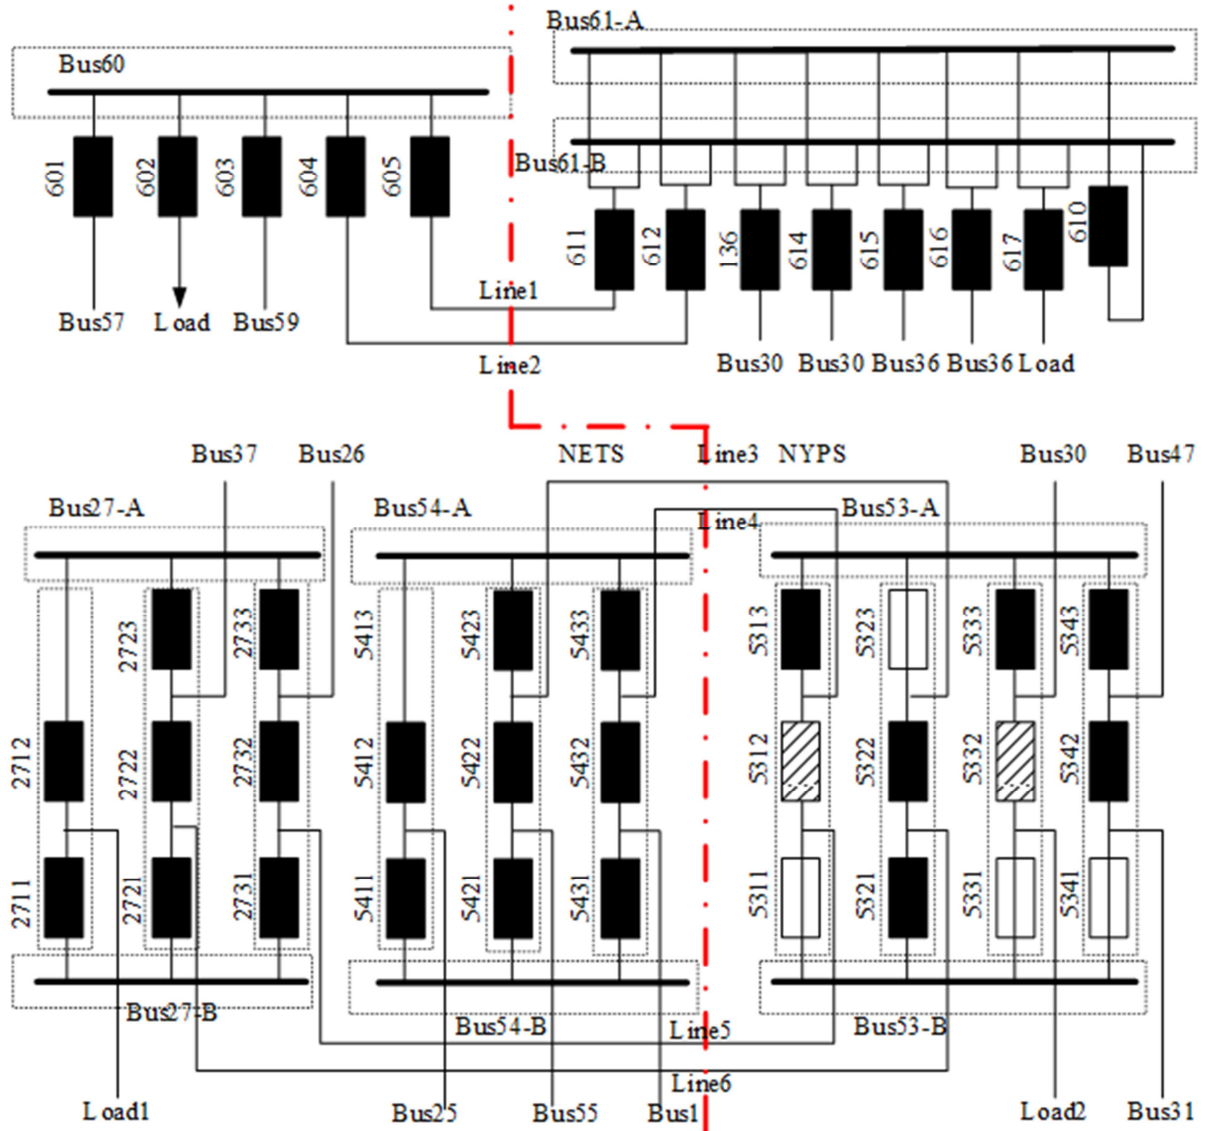 Bus61-A
Bus60
Bus61-B
601
602
603
604
605
611
612
136
614
615
616
617
610
Line1
Bus57
Load
Bus59
Line2
Bus30
Bus30
Bus36
Bus36
Load
Bus37
Bus26
NETS
Line3
NYPS
Bus30
Bus47
Bus27-A
Bus54-A
Line4
Bus53-A
2723
2733
5413
5423
5433
5313
5323
5333
5343
2712
2722
2732
5412
5422
5432
5312
5322
5332
5342
2711
2721
2731
5411
5421
5431
5311
5321
5331
5341
Bus27-B
Bus54-B
Line5
Bus53-B
Line6
Load1
Bus25
Bus55
Bus1
Load2
Bus31